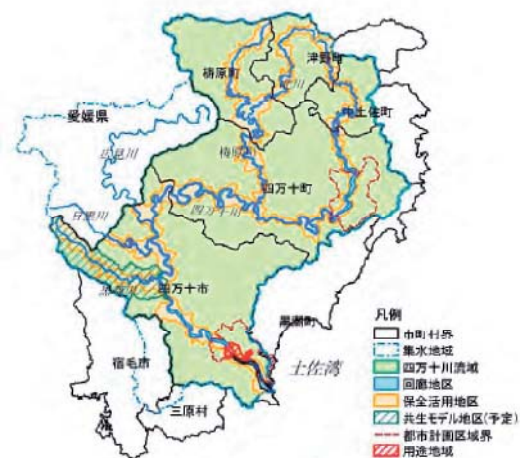 津野町
梼原町
中土佐町
愛媛県
広見川
梼原川
四万十町
四万十川
目黒川
四万十市
黒潮町
土佐湾
宿毛市
三原村
凡例
市町村界
集水地域
四万十川流域
回廊地区
保全活用地区
共生モデル地区(予定)
都市計画区域界
用途地域